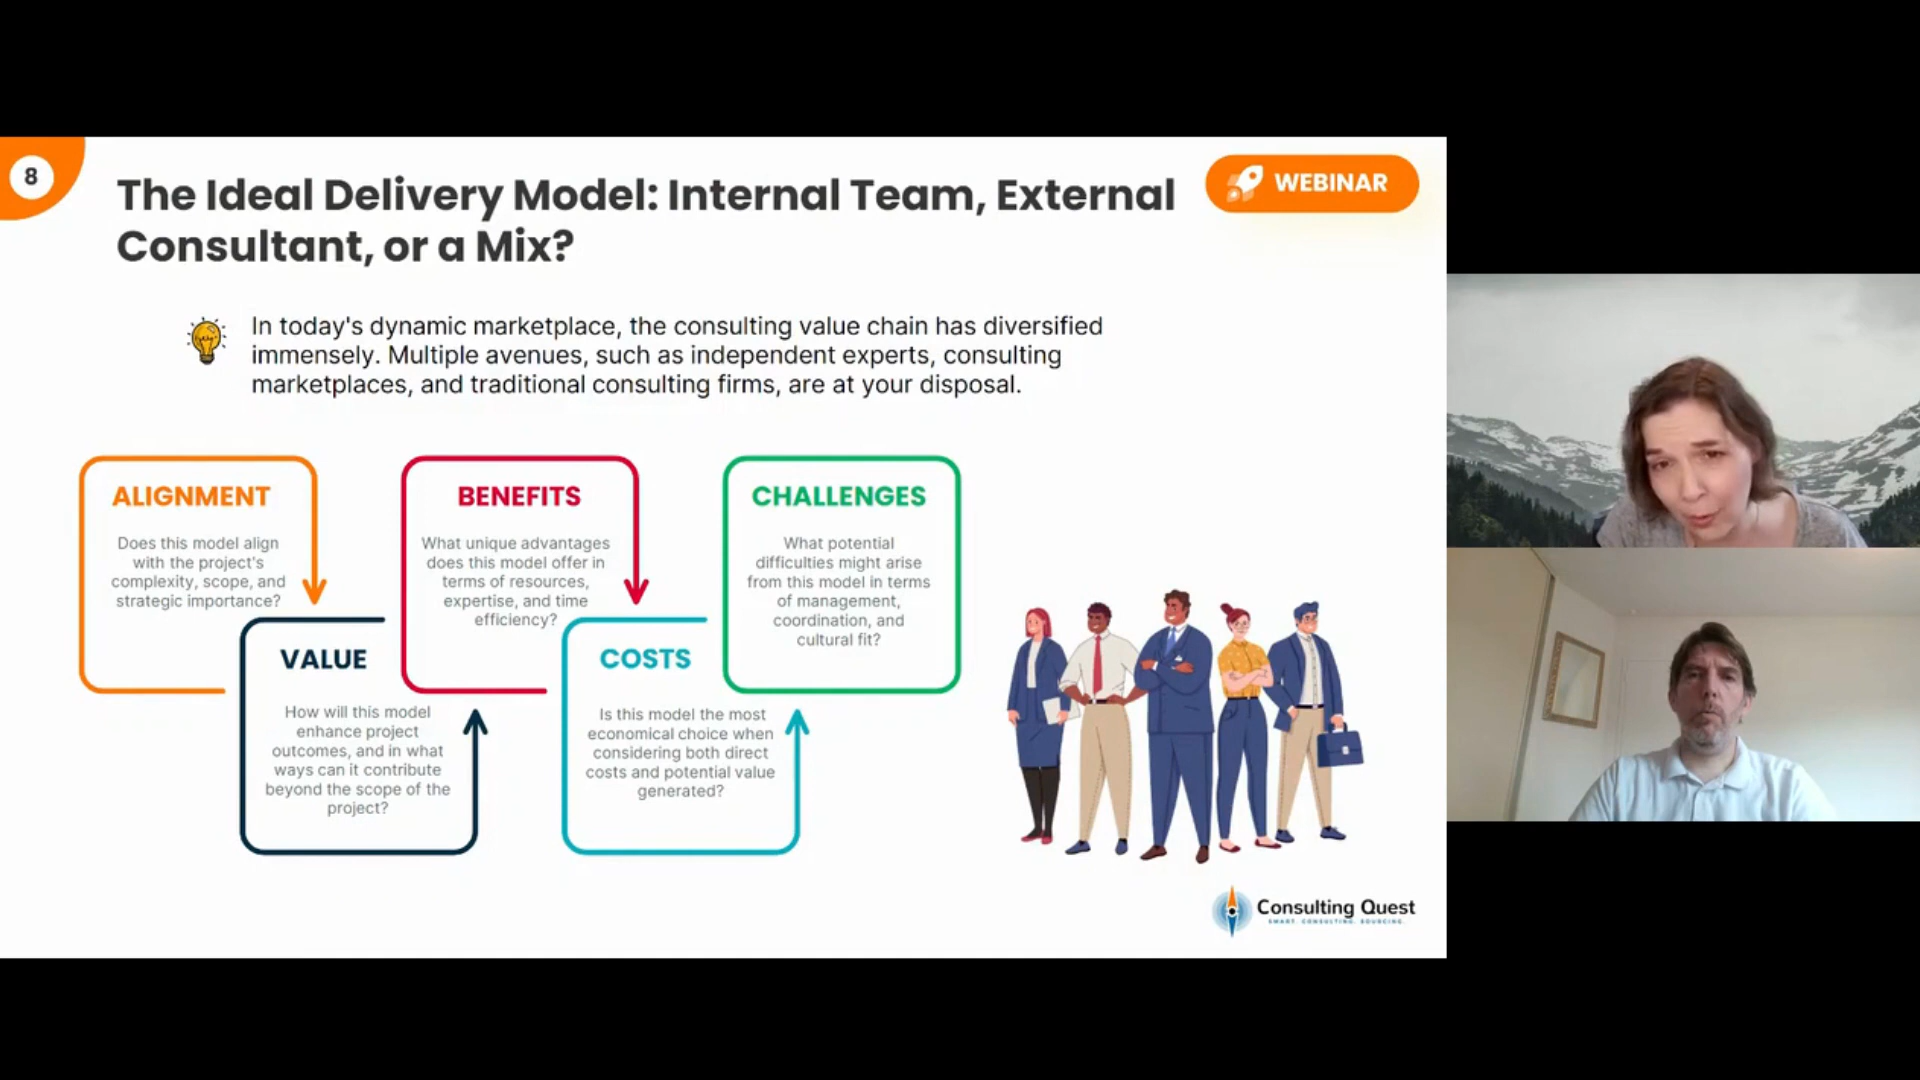 8
The Ideal Delivery Model: Internal Team, External
Consultant, or a Mix?
WEBINAR
In today's dynamic marketplace, the consulting value chain has diversified
immensely. Multiple avenues, such as independent experts, consulting
marketplaces, and traditional consulting firms, are at your disposal.
ALIGNMENT
Does this model align
with the project's
complexity, scope, and
strategic importance?
VALUE
How will this model
enhance project
outcomes, and in what
ways can it contribute
beyond the scope of the
project?
BENEFITS
What unique advantages
does this model offer in
terms of resources,
expertise, and time
efficiency?
COSTS
Is this model the most
economical choice when
considering both direct
costs and potential value
generated?
CHALLENGES
What potential
difficulties might arise
from this model in terms
of management,
coordination, and
cultural fit?
Consulting Quest
SMART. CONSULTING. SOURCING.